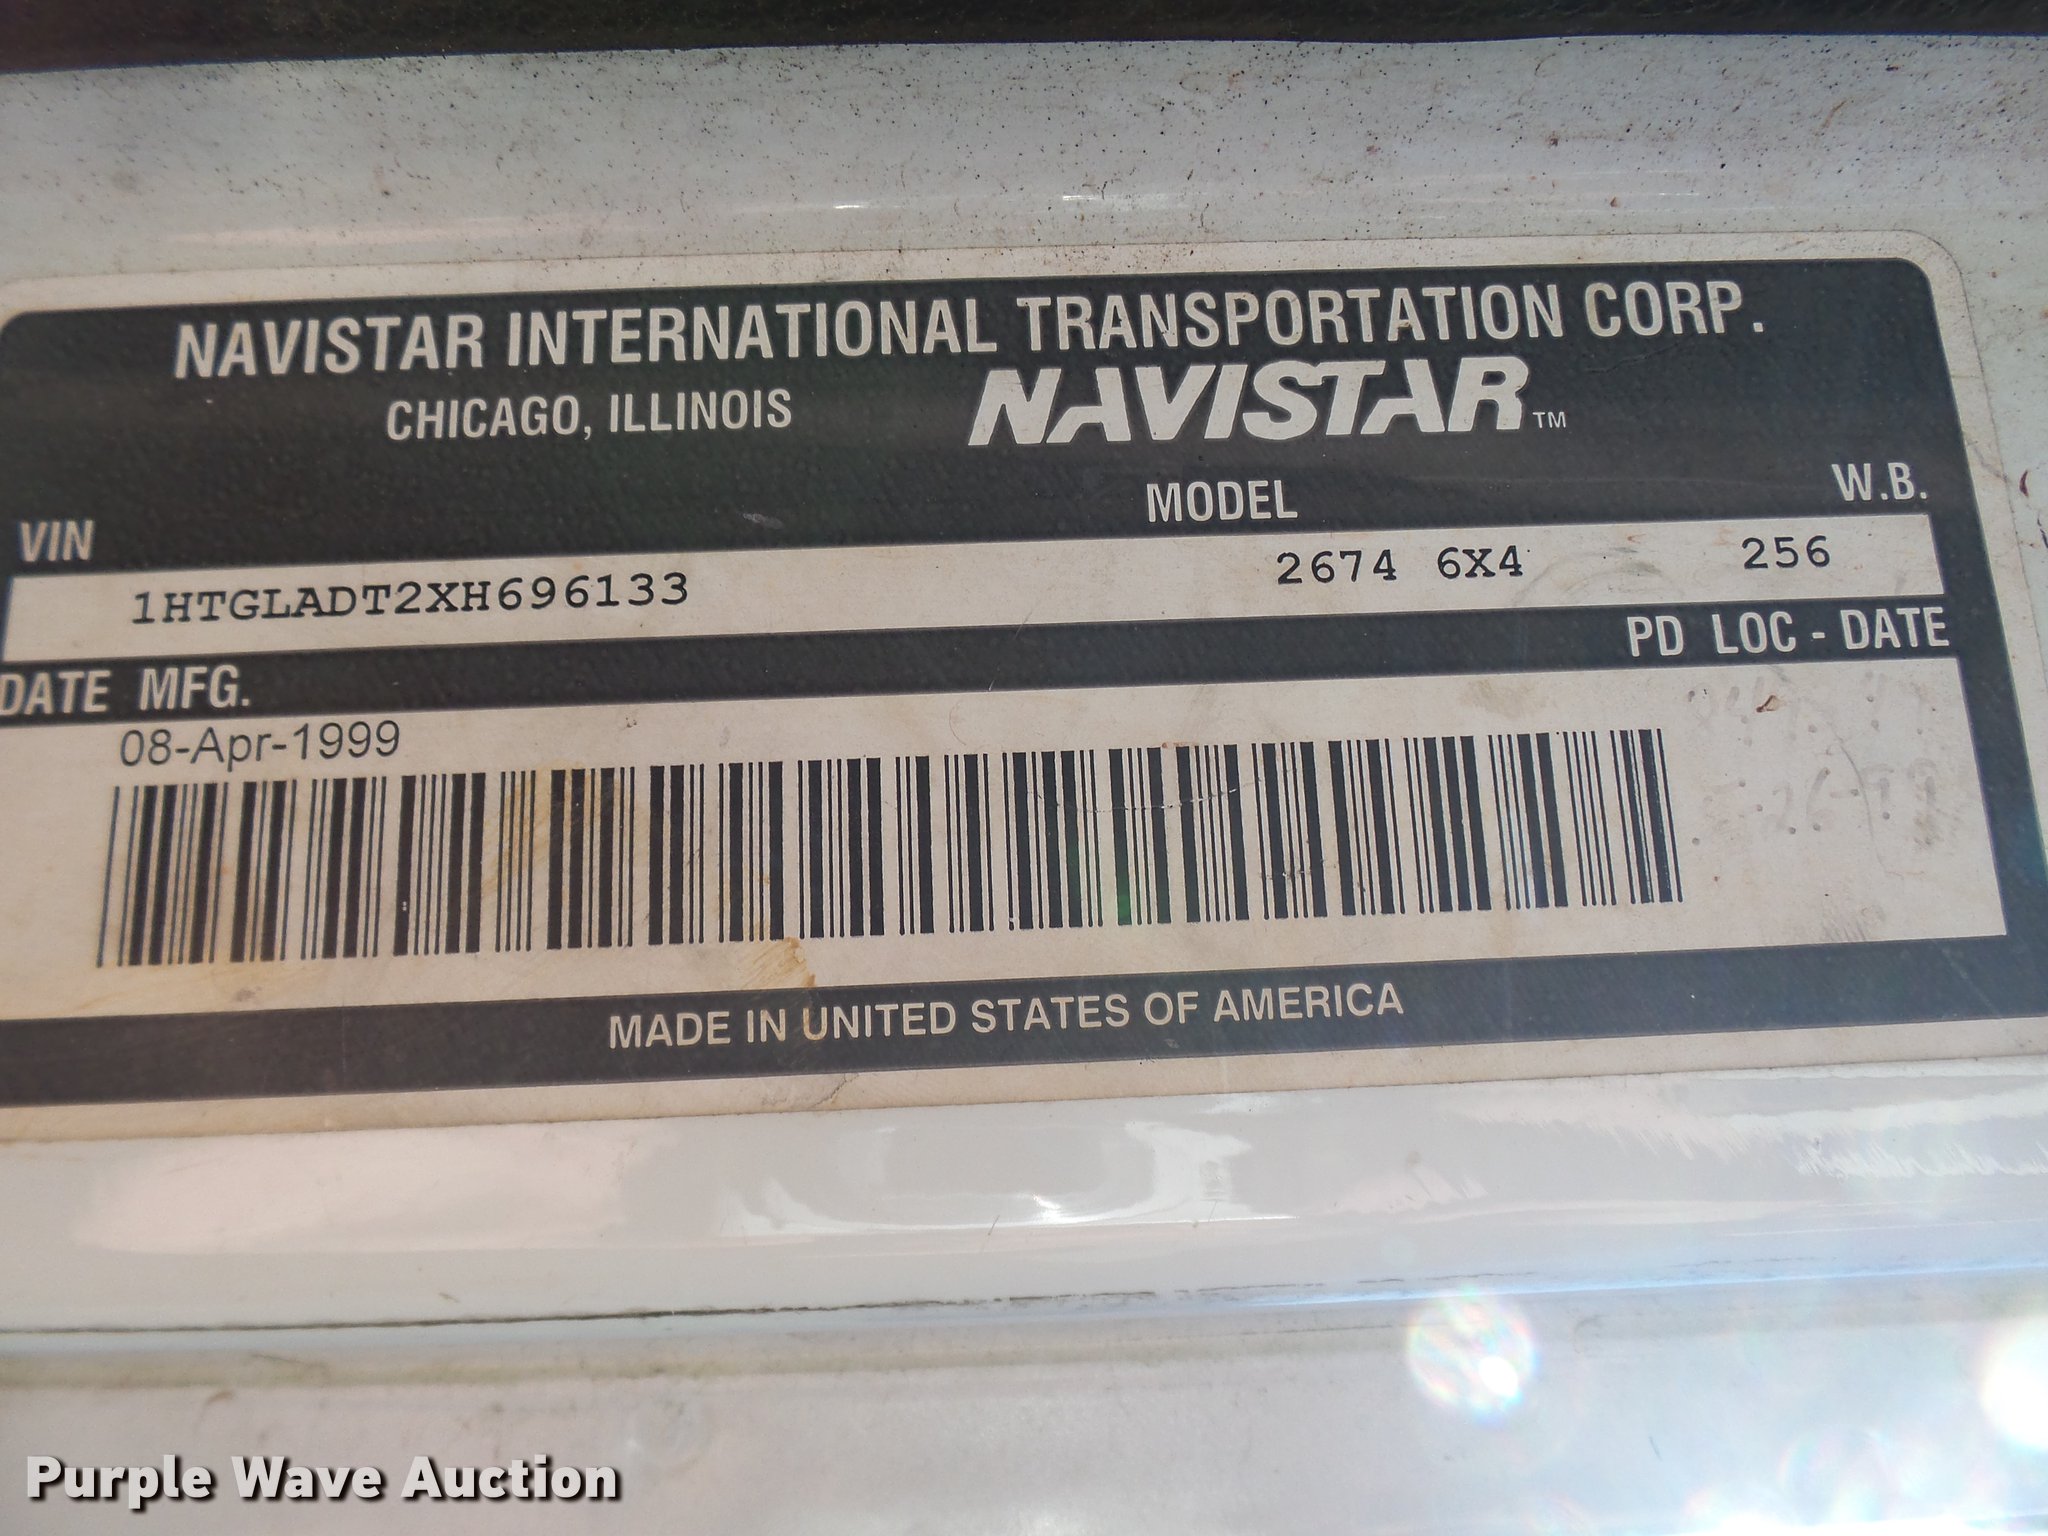 NAVISTAR INTERNATIONAL TRANSPORTATION CORP.
CHICAGO, ILLINOIS NAVISTAR™
VIN MODEL W.B.
1HTGLADT2XH696133 2674 6X4 256
DATE MFG. PD LOC - DATE
08-Apr-1999
MADE IN UNITED STATES OF AMERICA
Purple Wave Auction